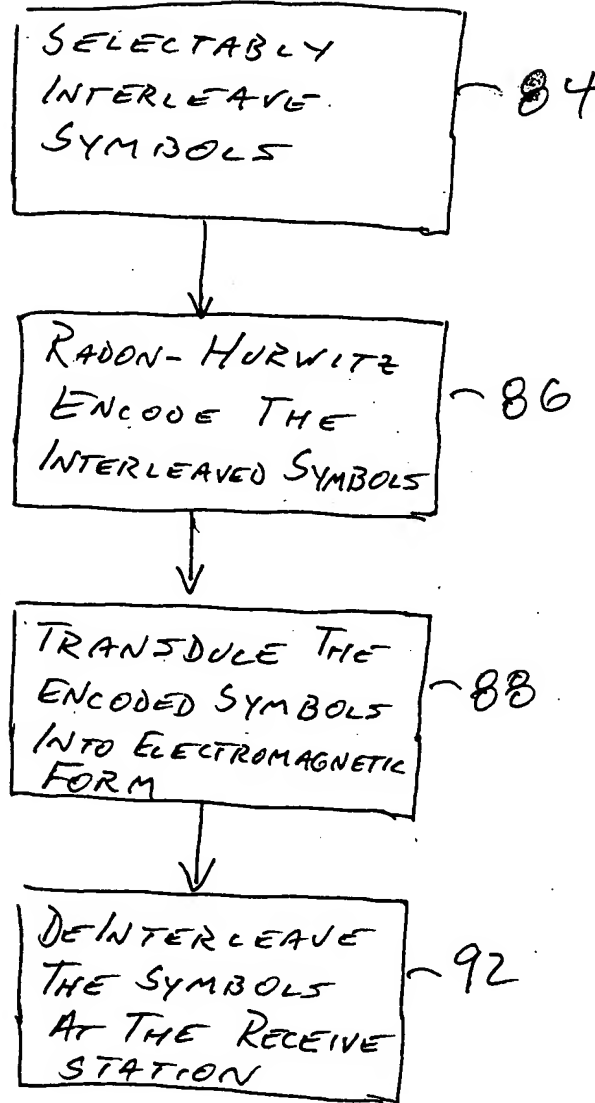 SELECTABLY
INTERLEAVE
SYMBOLS
84
RADON-HURWITZ
ENCODE THE
INTERLEAVED SYMBOLS
86
TRANSDUCE THE
ENCODED SYMBOLS
INTO ELECTROMAGNETIC
FORM
88
DEINTERLEAVE
THE SYMBOLS
AT THE RECEIVE
STATION
92